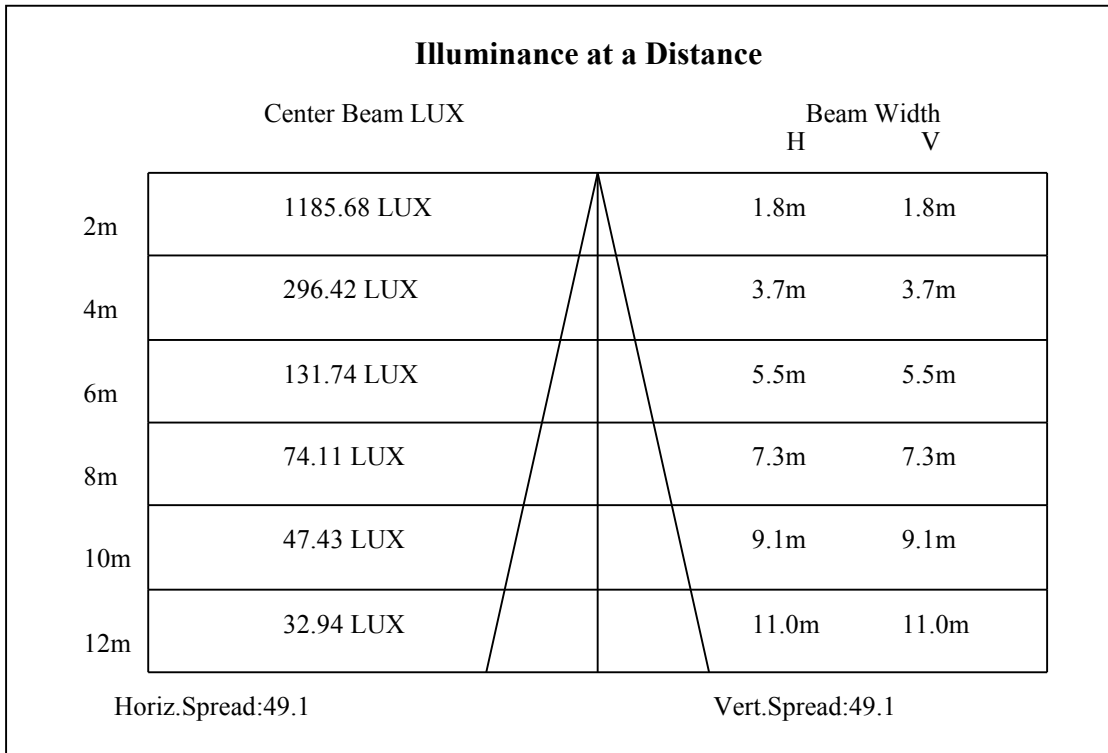 Illuminance at a Distance
Center Beam LUX Beam Width
H V
2m 1185.68 LUX 1.8m 1.8m
4m 296.42 LUX 3.7m 3.7m
6m 131.74 LUX 5.5m 5.5m
8m 74.11 LUX 7.3m 7.3m
10m 47.43 LUX 9.1m 9.1m
12m 32.94 LUX 11.0m 11.0m
Horiz.Spread:49.1 Vert.Spread:49.1